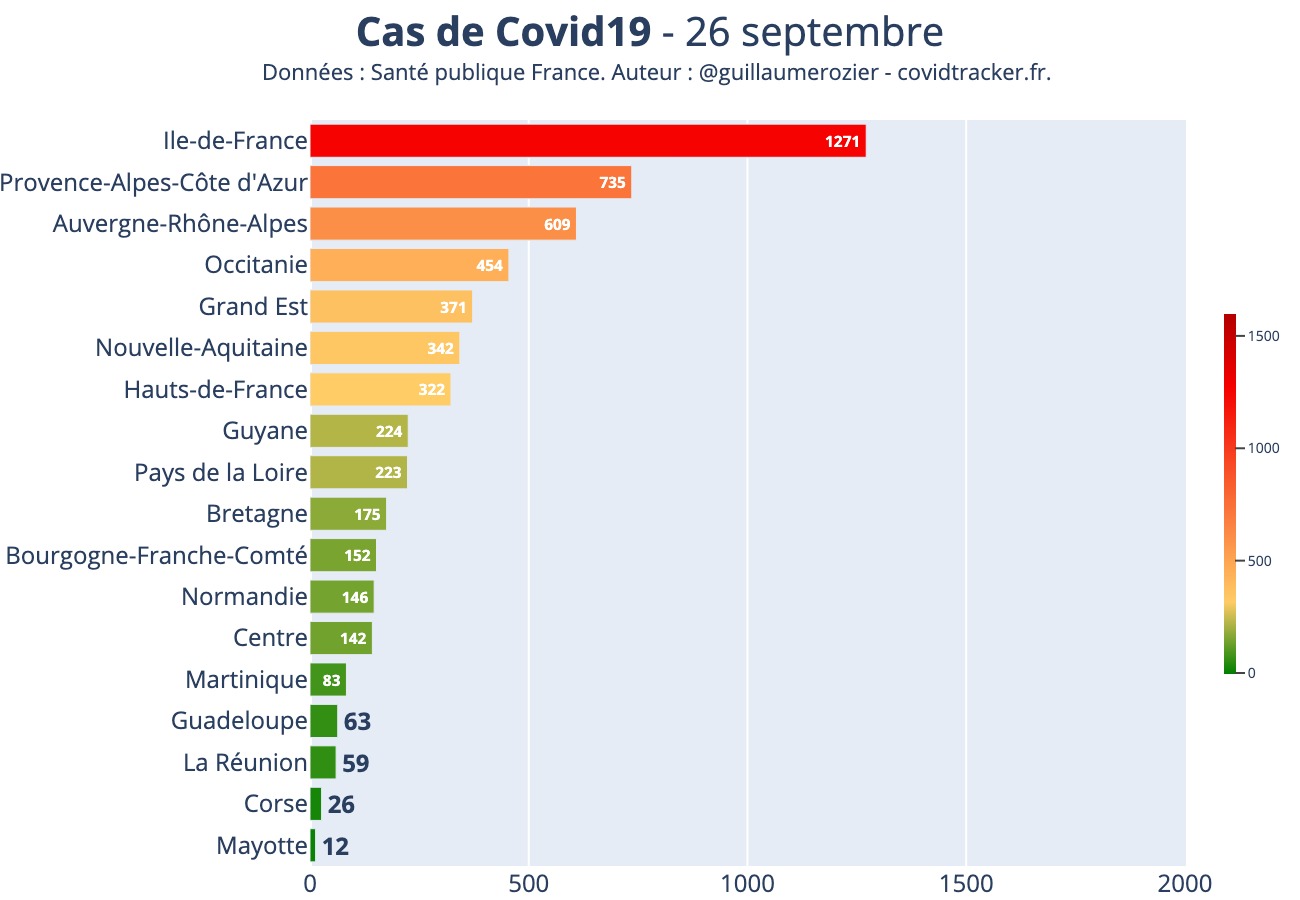 Cas de Covid19 - 26 septembre
Données : Santé publique France. Auteur : @guillaumerozier - covidtracker.fr.
Ile-de-France 1271
Provence-Alpes-Côte d'Azur 735
Auvergne-Rhône-Alpes 609
Occitanie 454
Grand Est 371
Nouvelle-Aquitaine 342
Hauts-de-France 322
Guyane 224
Pays de la Loire 223
Bretagne 175
Bourgogne-Franche-Comté 152
Normandie 146
Centre 142
Martinique 83
Guadeloupe 63
La Réunion 59
Corse 26
Mayotte 12
0 500 1000 1500 2000
1500
1000
500
0